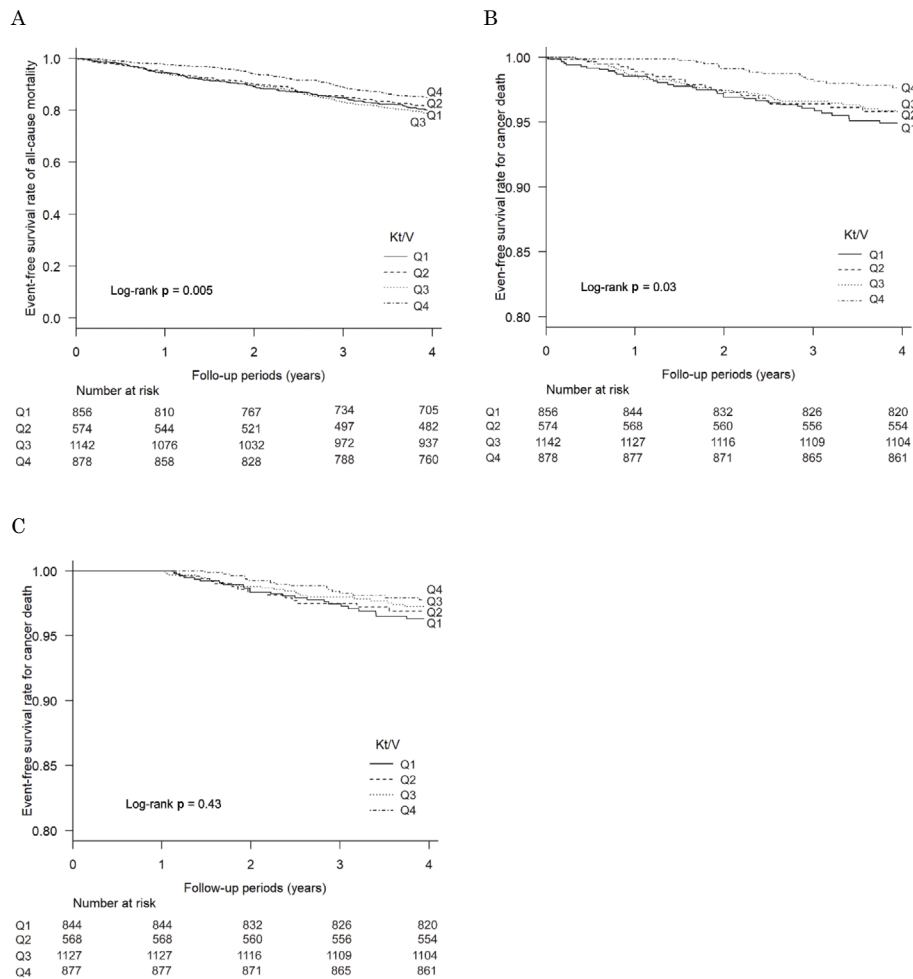 A
Event-free survival rate of all-cause mortality
1.0
0.8
0.6
0.4
0.2
0.0
Q4
Q2
Q1
Q3
Kt/V
Q1
Q2
Q3
Q4
Log-rank p = 0.005
0 1 2 3 4
Follo-up periods (years)
Number at risk
Q1 856 810 767 734 705
Q2 574 544 521 497 482
Q3 1142 1076 1032 972 937
Q4 878 858 828 788 760
B
Even-free survival rate for cancer death
1.00
0.95
0.90
0.85
0.80
Q4
Q3
Q2
Q1
Kt/V
Q1
Q2
Q3
Q4
Log-rank p = 0.03
0 1 2 3 4
Follow-up periods (years)
Number at risk
Q1 856 844 832 826 820
Q2 574 568 560 556 554
Q3 1142 1127 1116 1109 1104
Q4 878 877 871 865 861
C
Event-free survival rate for cancer death
1.00
0.95
0.90
0.85
0.80
Q4
Q3
Q2
Q1
Kt/V
Q1
Q2
Q3
Q4
Log-rank p = 0.43
0 1 2 3 4
Follow-up periods (years)
Number at risk
Q1 844 844 832 826 820
Q2 568 568 560 556 554
Q3 1127 1127 1116 1109 1104
Q4 877 877 871 865 861